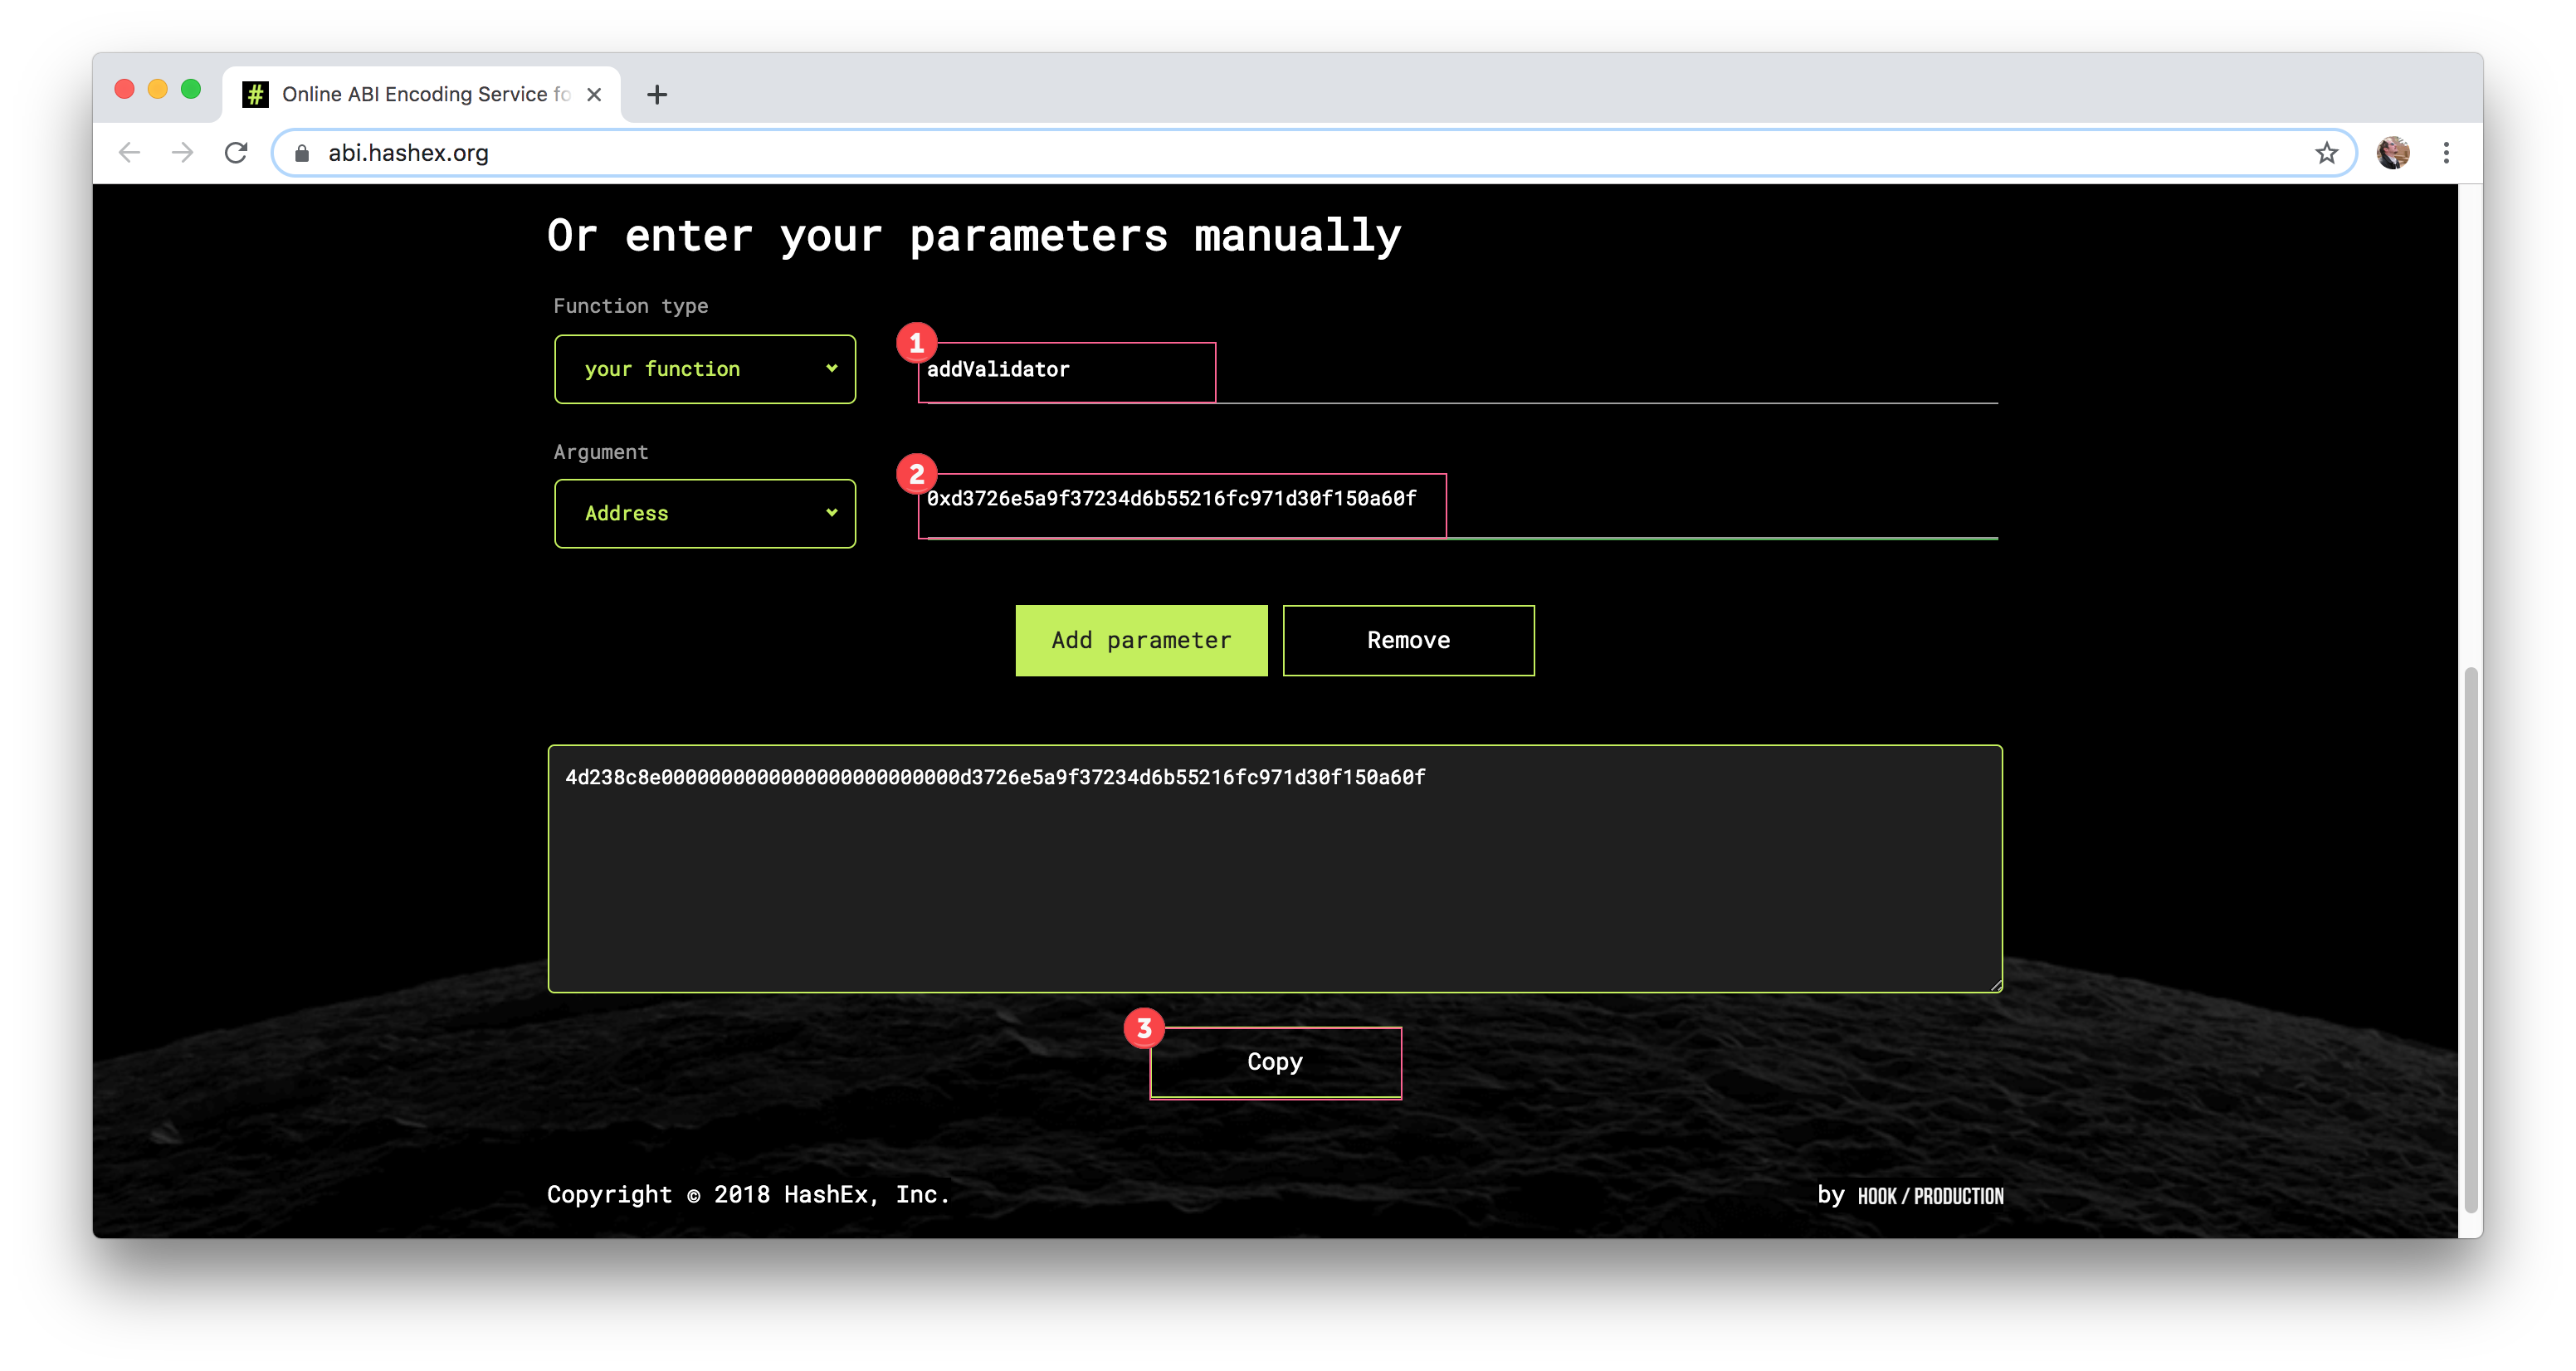 Online ABI Encoding Service fo
abi.hashex.org
Or enter your parameters manually
Function type
your function
1
addValidator
Argument
Address
2
0xd3726e5a9f37234d6b55216fc971d30f150a60f
Add parameter
Remove
4d238c8e0000000000000000000000000d3726e5a9f37234d6b55216fc971d30f150a60f
3
Copy
Copyright © 2018 HashEx, Inc.
by HOOK / PRODUCTION